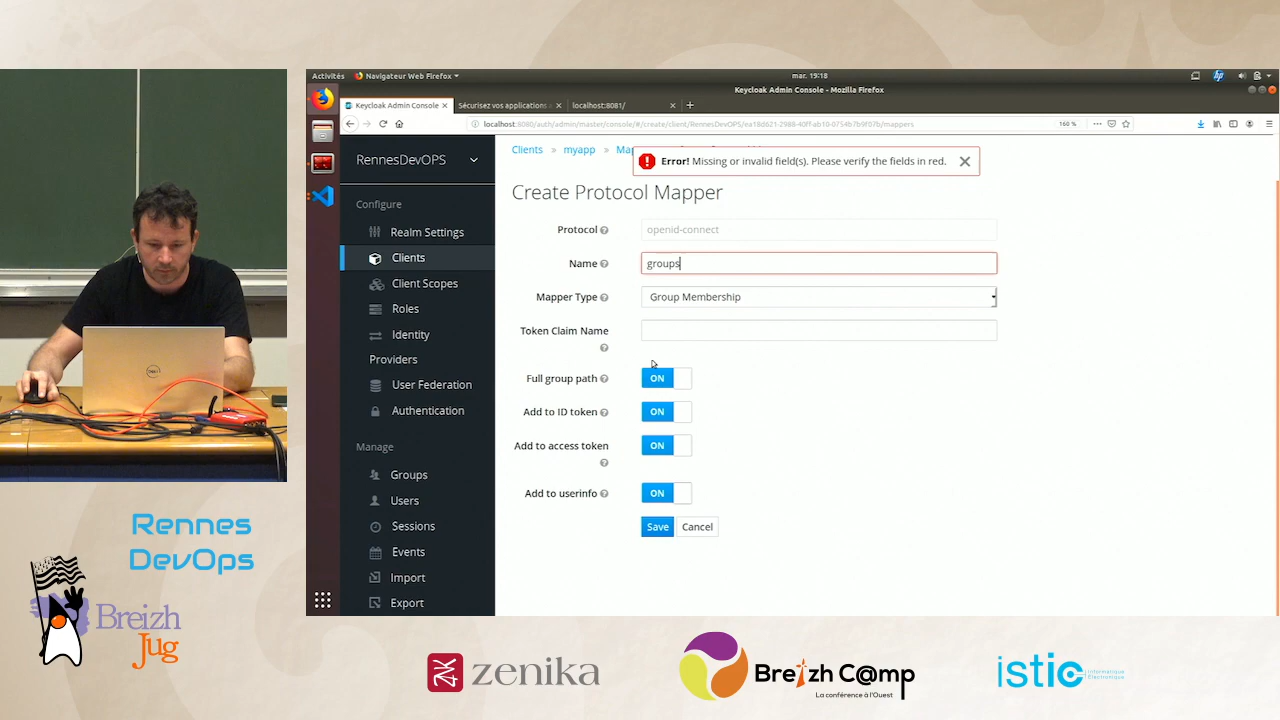 Activités
Navigateur Web Firefox
mar. 19:18
Keycloak Admin Console - Mozilla Firefox
Keycloak Admin Console
Sécurisez vos applications
localhost:8081/
160 %
RennesDevOPS
Configure
Realm Settings
Clients
Client Scopes
Roles
Identity
Providers
User Federation
Authentication
Manage
Groups
Users
Sessions
Events
Import
Export
Clients
myapp
Error! Missing or invalid field(s). Please verify the fields in red.
Create Protocol Mapper
Protocol
openid-connect
Name
groups
Mapper Type
Group Membership
Token Claim Name
Full group path
ON
Add to ID token
ON
Add to access token
ON
Add to userinfo
ON
Save
Cancel
DELL
Rennes
DevOps
Breizh
Jug
zenika
Breizh C@mp
La conférence à l'Ouest
istic
Informatique
Électronique